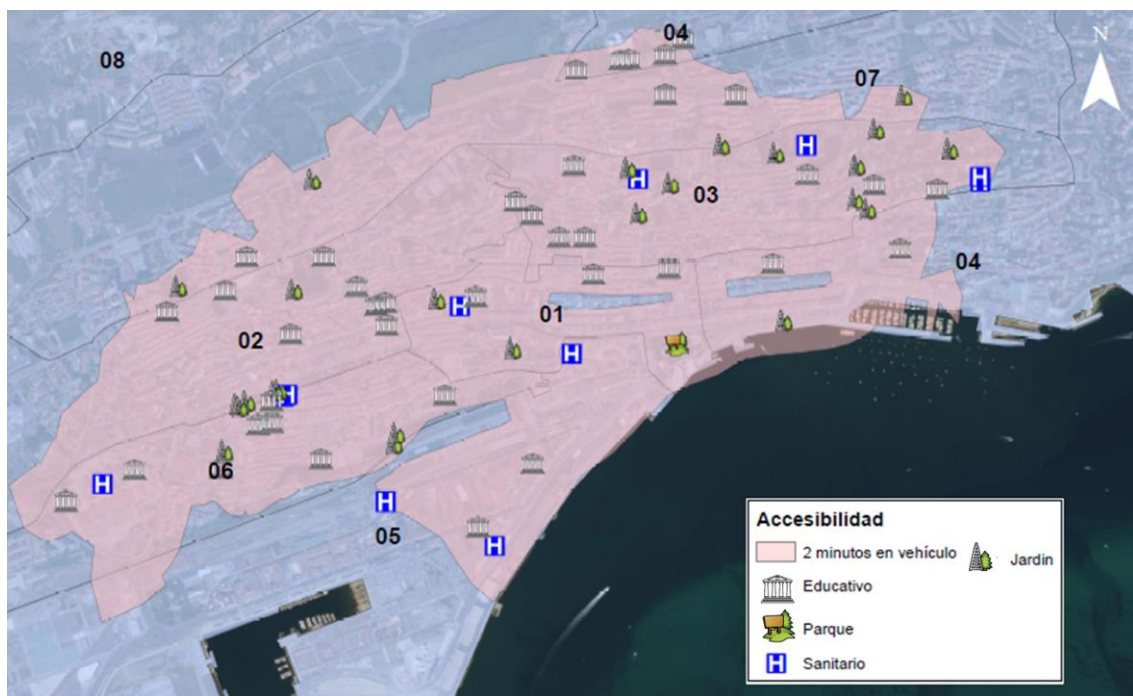 04
08
N
07
03
04
01
02
06
05
Accesibilidad
2 minutos en vehículo
Jardin
Educativo
Parque
Sanitario
H
H
H
H
H
H
H
H
H
H